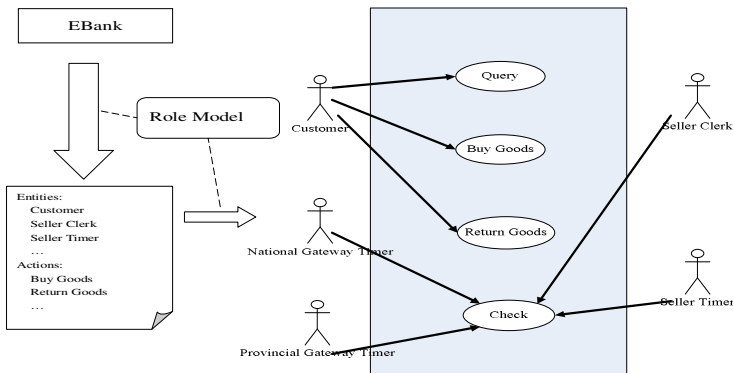 EBank
Role Model
Entities:
Customer
Seller Clerk
Seller Timer
...
Actions:
Buy Goods
Return Goods
...
Customer
National Gateway Timer
Provincial Gateway Timer
Query
Buy Goods
Return Goods
Check
Seller Clerk
Seller Timer